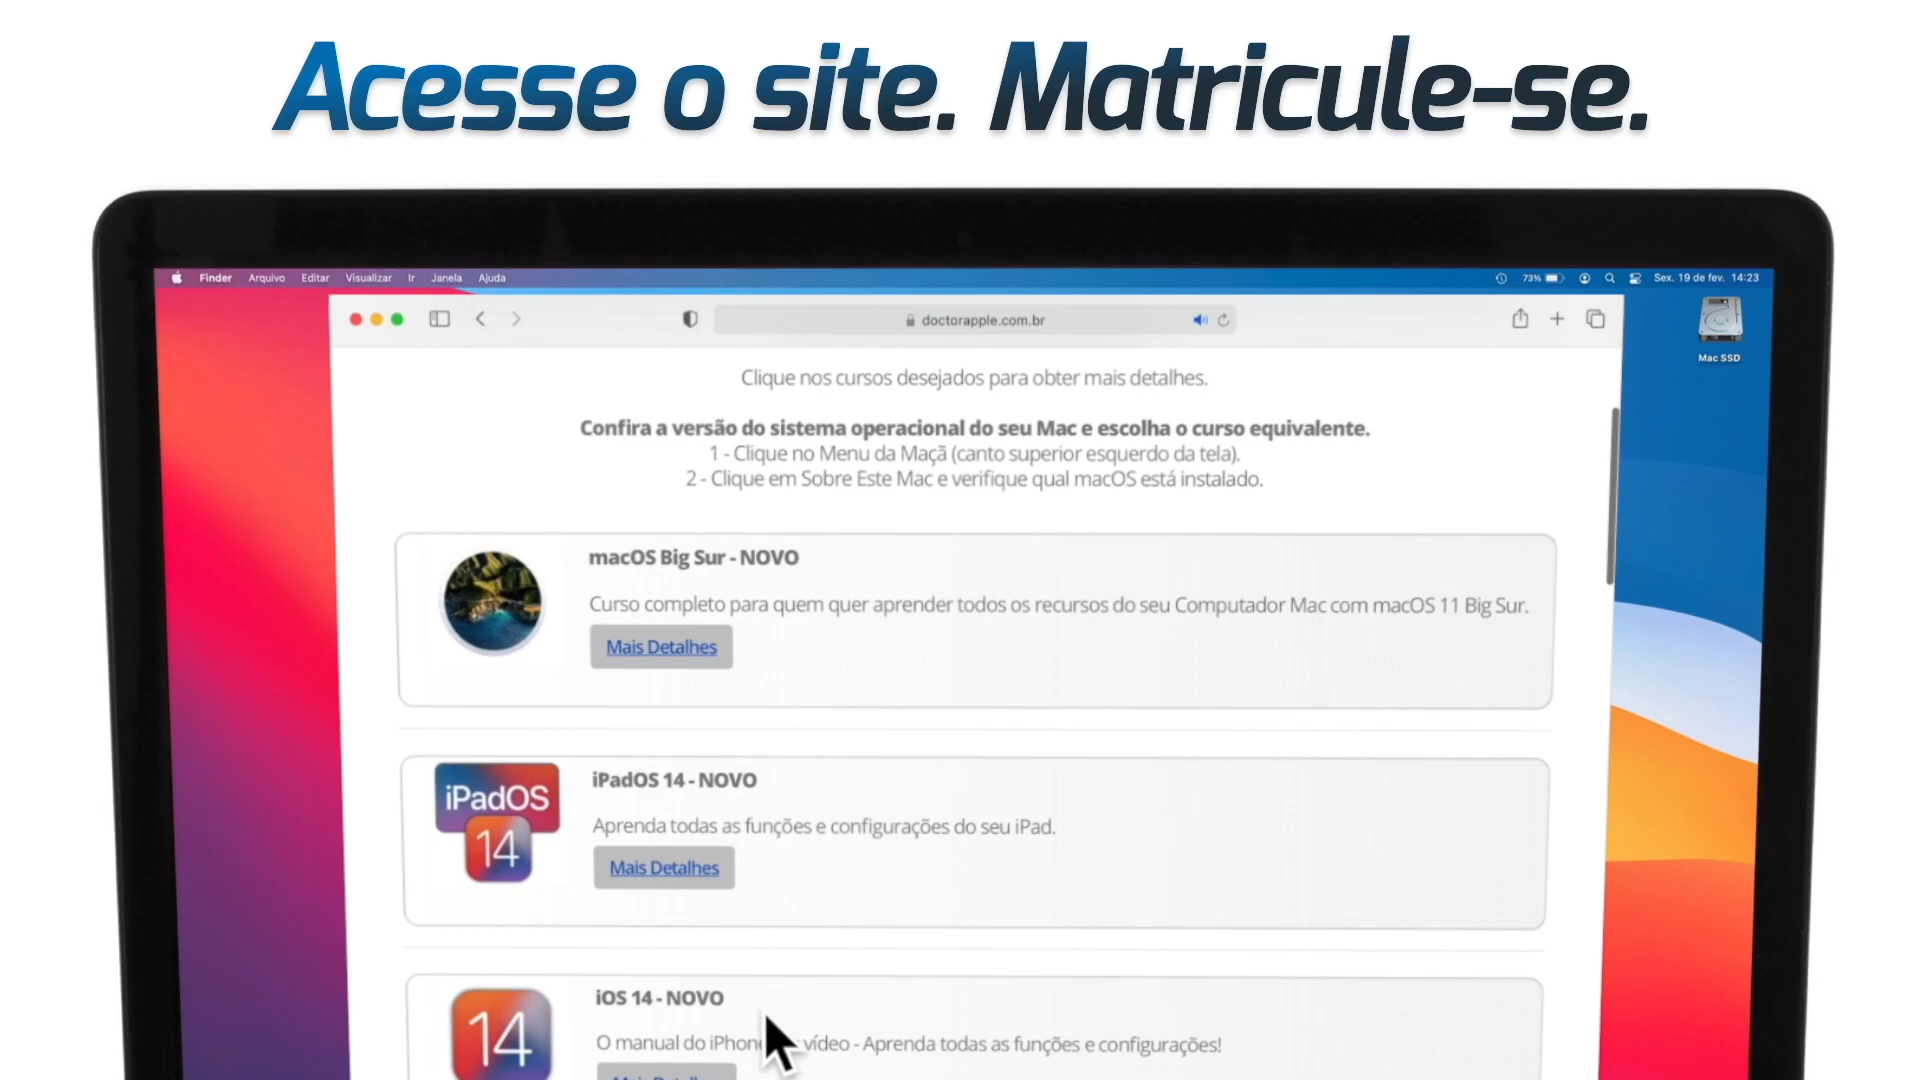 Acesse o site. Matricule-se.
Finder Arquivo Editar Visualizar Ir Janela Ajuda
73%
Sex. 19 de fev. 14:23
doctorapple.com.br
Mac SSD
Clique nos cursos desejados para obter mais detalhes.
Confira a versão do sistema operacional do seu Mac e escolha o curso equivalente.
1 - Clique no Menu da Maçã (canto superior esquerdo da tela).
2 - Clique em Sobre Este Mac e verifique qual macOS está instalado.
macOS Big Sur - NOVO
Curso completo para quem quer aprender todos os recursos do seu Computador Mac com macOS 11 Big Sur.
Mais Detalhes
iPadOS
14
iPadOS 14 - NOVO
Aprenda todas as funções e configurações do seu iPad.
Mais Detalhes
14
iOS 14 - NOVO
O manual do iPhone vídeo - Aprenda todas as funções e configurações!